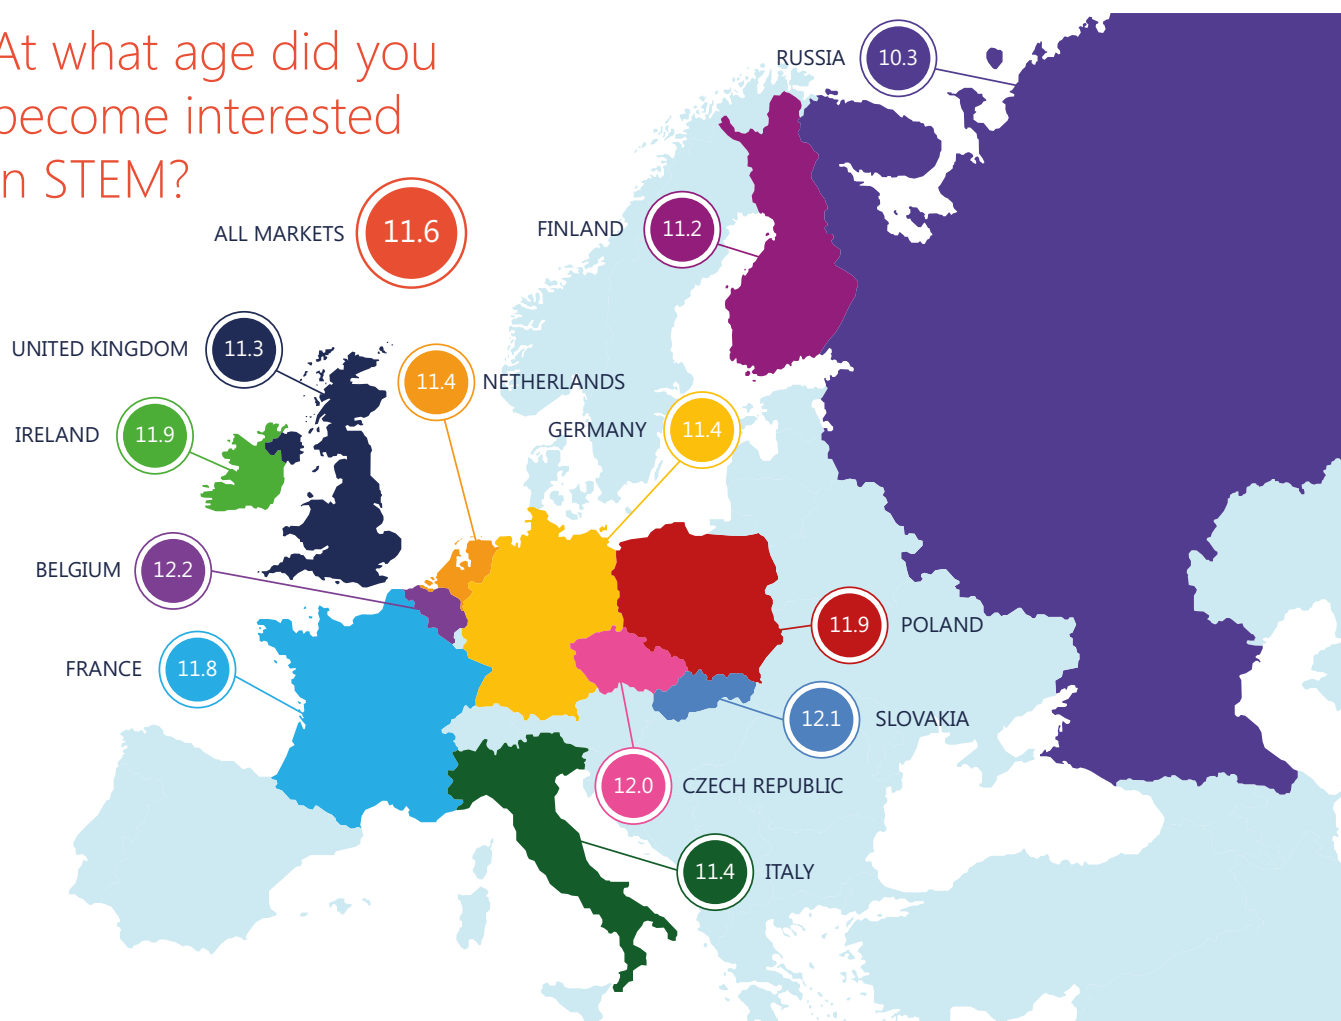 At what age did you
become interested
in STEM?
RUSSIA 10.3
ALL MARKETS 11.6
FINLAND 11.2
UNITED KINGDOM 11.3
11.4 NETHERLANDS
IRELAND 11.9
GERMANY 11.4
BELGIUM 12.2
11.9 POLAND
FRANCE 11.8
12.1 SLOVAKIA
12.0 CZECH REPUBLIC
11.4 ITALY